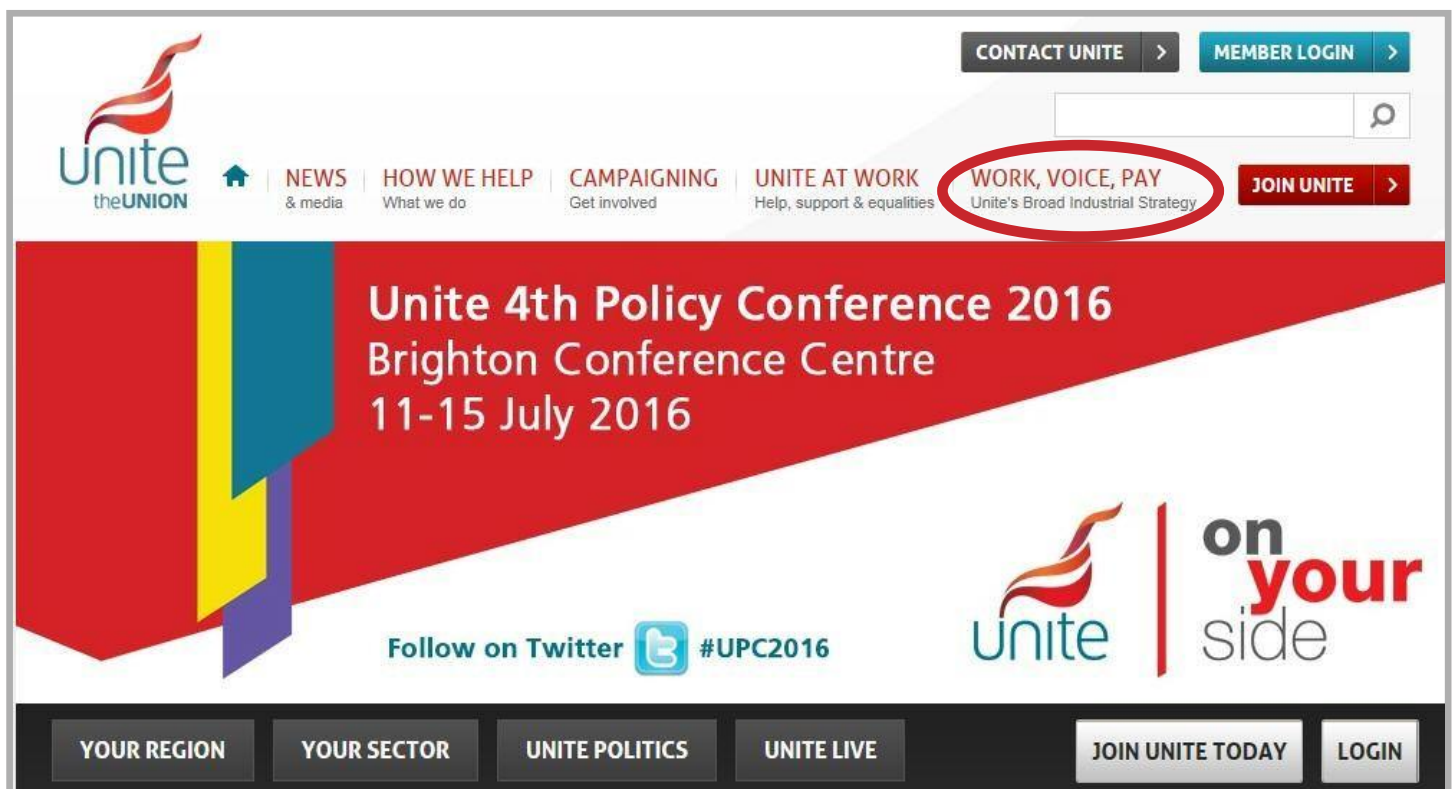 CONTACT UNITE
MEMBER LOGIN
unite
theUNION
NEWS
& media
HOW WE HELP
What we do
CAMPAIGNING
Get involved
UNITE AT WORK
Help, support & equalities
WORK, VOICE, PAY
Unite's Broad Industrial Strategy
JOIN UNITE
Unite 4th Policy Conference 2016
Brighton Conference Centre
11-15 July 2016
Follow on Twitter #UPC2016
unite
on
your
side
YOUR REGION
YOUR SECTOR
UNITE POLITICS
UNITE LIVE
JOIN UNITE TODAY
LOGIN